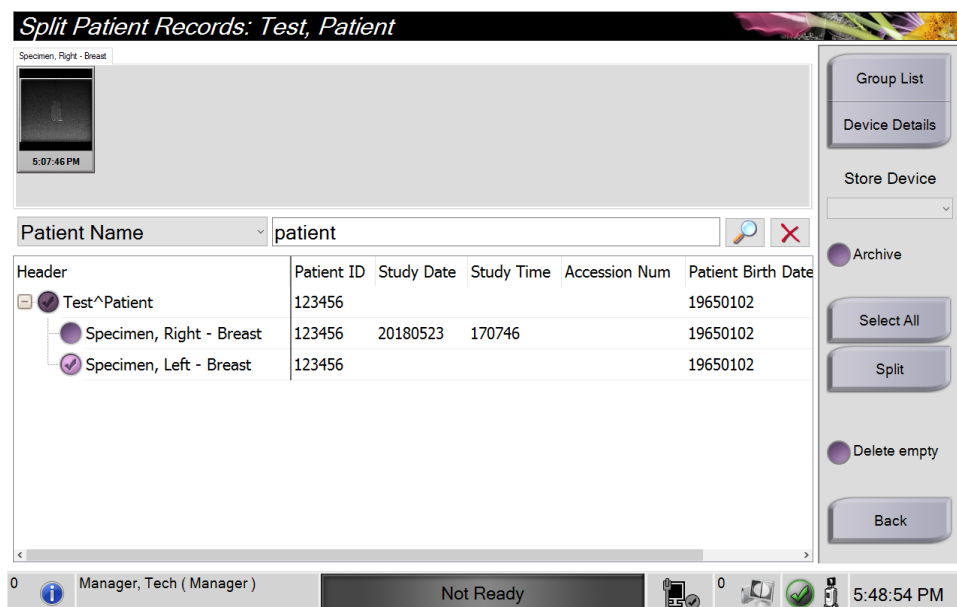 Split Patient Records: Test, Patient
Specimen, Right - Breast
5:07:46 PM
Group List
Device Details
Store Device
Archive
Select All
Split
Delete empty
Back
Patient Name patient
Header Patient ID Study Date Study Time Accession Num Patient Birth Date
Test^Patient 123456 19650102
Specimen, Right - Breast 123456 20180523 170746 19650102
Specimen, Left - Breast 123456 19650102
0 Manager, Tech ( Manager ) Not Ready 0 5:48:54 PM